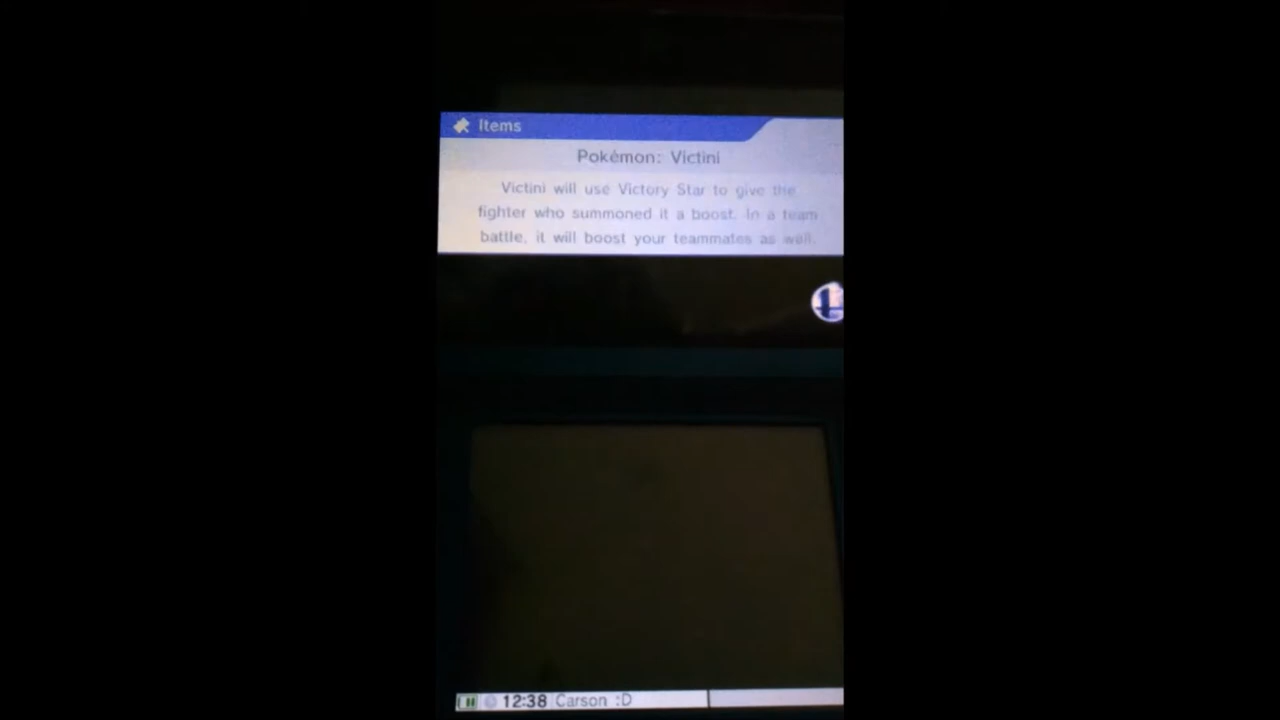 Items
Pokémon: Victini
Victini will use Victory Star to give the
fighter who summoned it a boost. In a team
battle, it will boost your teammates as well.
12:38 Carson :D